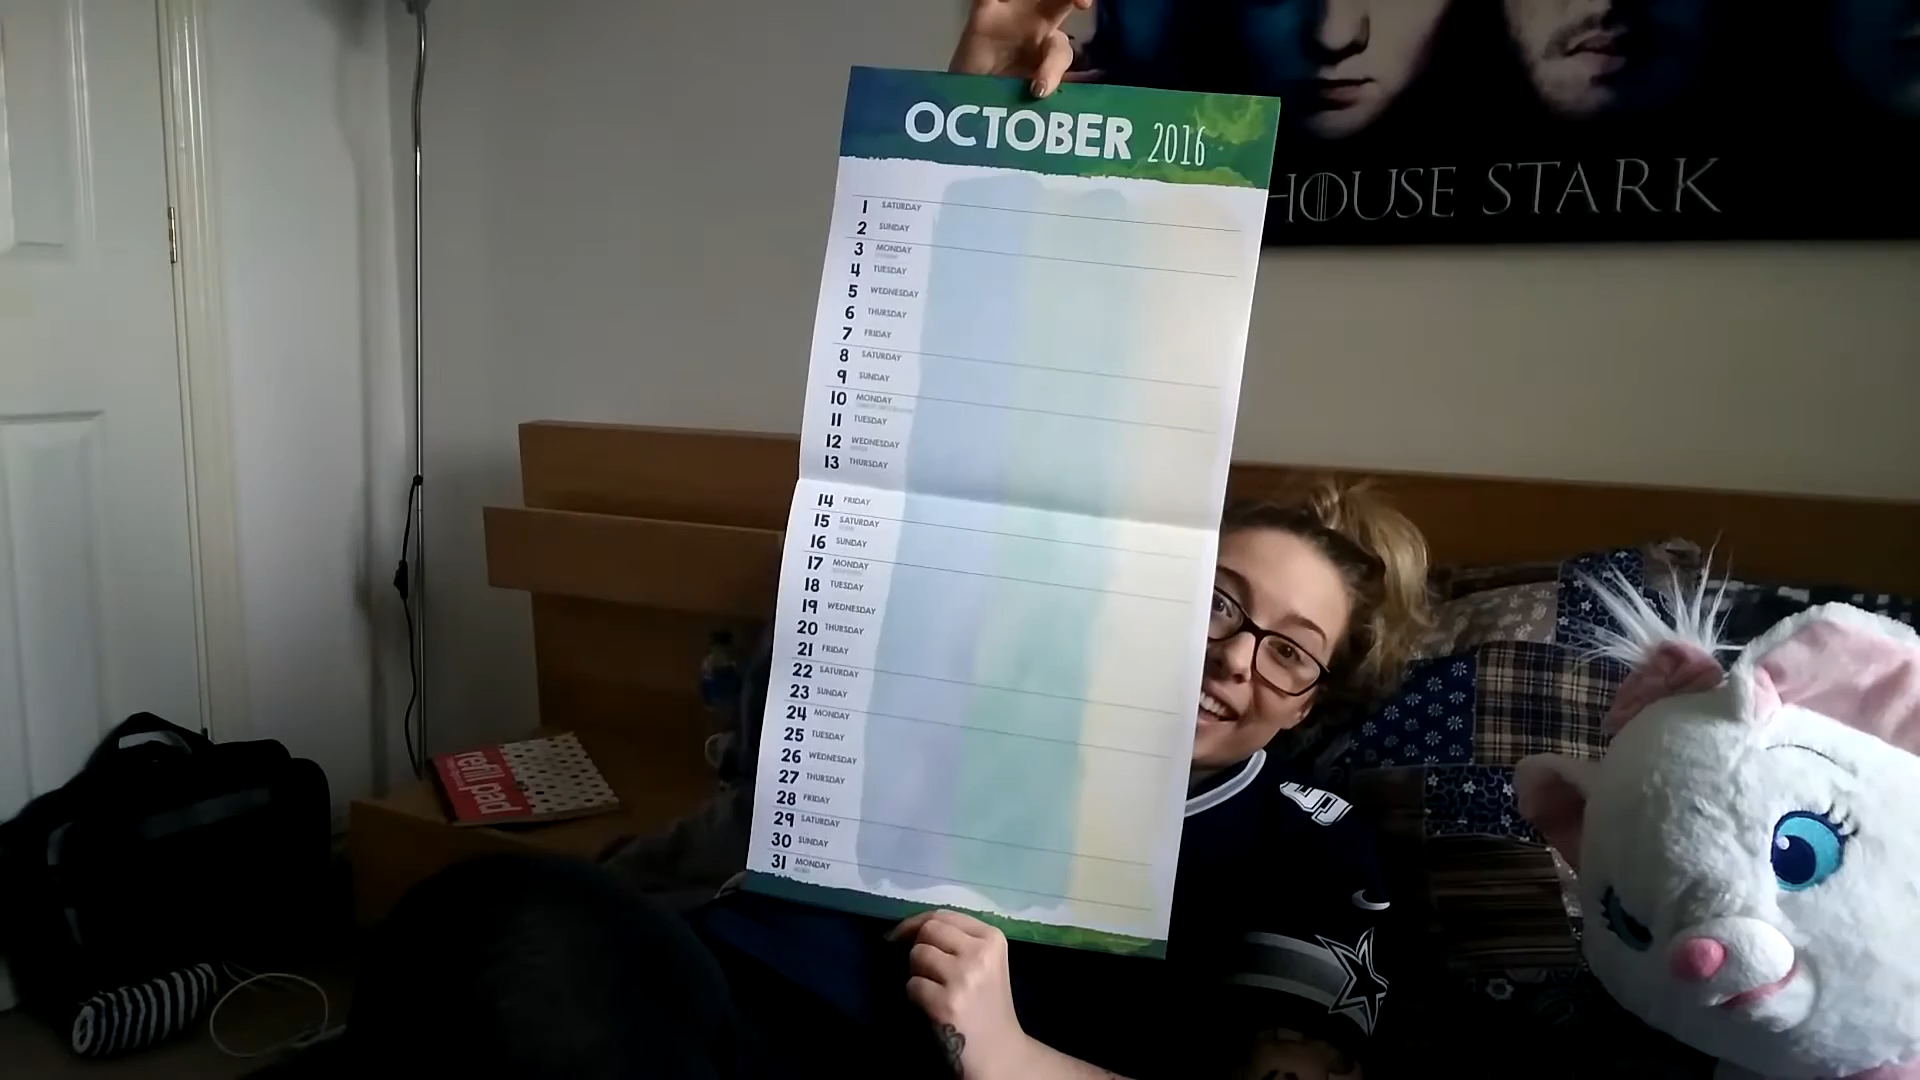 OCTOBER 2016
HOUSE STARK
1 SATURDAY
2 SUNDAY
3 MONDAY
4 TUESDAY
5 WEDNESDAY
6 THURSDAY
7 FRIDAY
8 SATURDAY
9 SUNDAY
10 MONDAY
11 TUESDAY
12 WEDNESDAY
13 THURSDAY
14 FRIDAY
15 SATURDAY
16 SUNDAY
17 MONDAY
18 TUESDAY
19 WEDNESDAY
20 THURSDAY
21 FRIDAY
22 SATURDAY
23 SUNDAY
24 MONDAY
25 TUESDAY
26 WEDNESDAY
27 THURSDAY
28 FRIDAY
29 SATURDAY
30 SUNDAY
31 MONDAY
refill pad